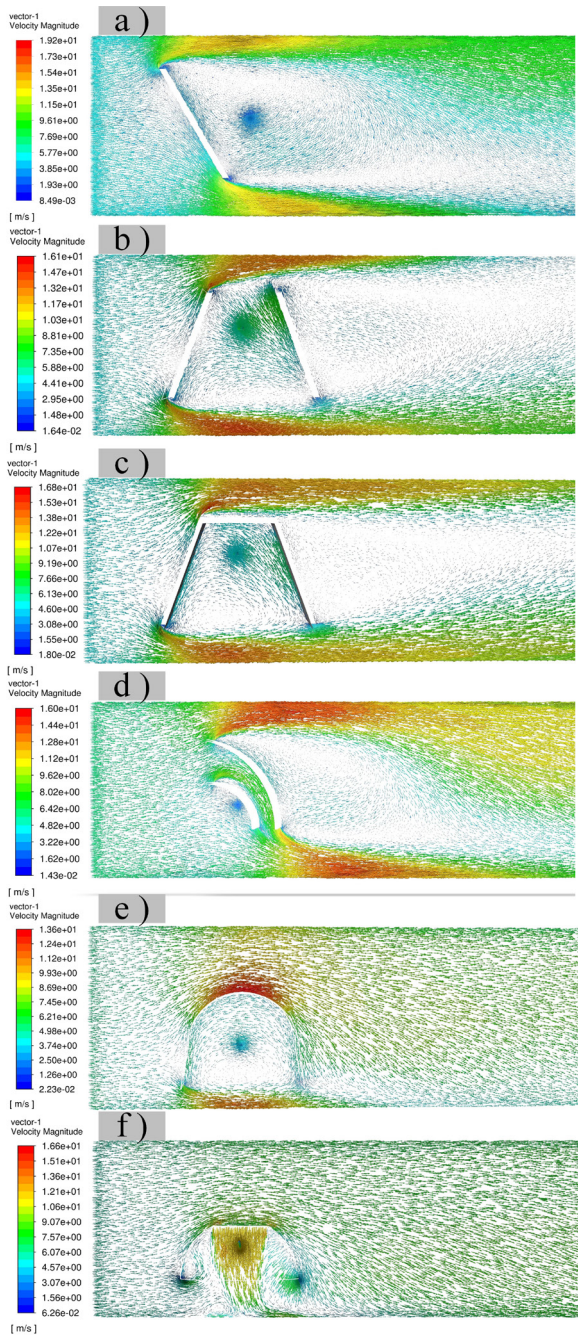 a )
vector-1
Velocity Magnitude
1.92e+01
1.73e+01
1.54e+01
1.35e+01
1.15e+01
9.61e+00
7.69e+00
5.77e+00
3.85e+00
1.93e+00
8.49e-03
[ m/s ]
b )
vector-1
Velocity Magnitude
1.61e+01
1.47e+01
1.32e+01
1.17e+01
1.03e+01
8.81e+00
7.35e+00
5.88e+00
4.41e+00
2.95e+00
1.48e+00
1.64e-02
[ m/s ]
c )
vector-1
Velocity Magnitude
1.68e+01
1.53e+01
1.38e+01
1.22e+01
1.07e+01
9.19e+00
7.66e+00
6.13e+00
4.60e+00
3.08e+00
1.55e+00
1.80e-02
[ m/s ]
d )
vector-1
Velocity Magnitude
1.60e+01
1.44e+01
1.28e+01
1.12e+01
9.62e+00
8.02e+00
6.42e+00
4.82e+00
3.22e+00
1.62e+00
1.43e-02
[ m/s ]
e )
vector-1
Velocity Magnitude
1.36e+01
1.24e+01
1.12e+01
9.93e+00
8.69e+00
7.45e+00
6.21e+00
4.98e+00
3.74e+00
2.50e+00
1.26e+00
2.23e-02
[ m/s ]
f )
vector-1
Velocity Magnitude
1.66e+01
1.51e+01
1.36e+01
1.21e+01
1.06e+01
9.07e+00
7.57e+00
6.07e+00
4.57e+00
3.07e+00
1.56e+00
6.26e-02
[ m/s ]